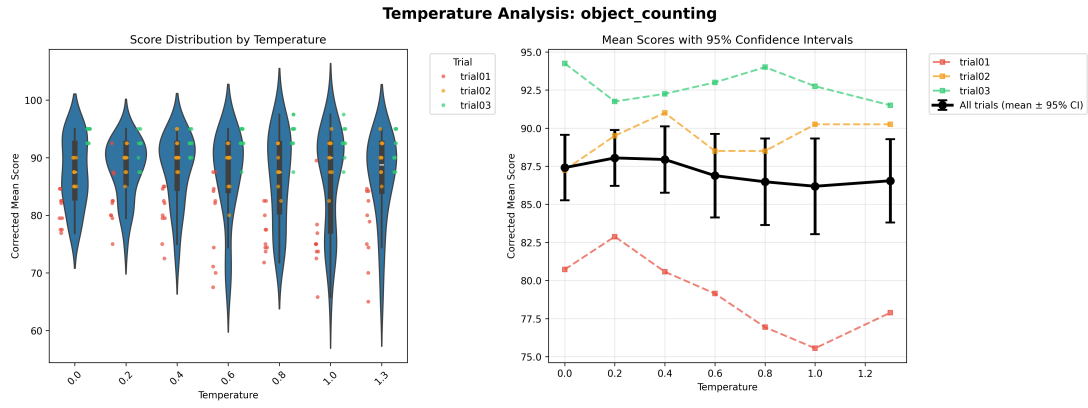 Temperature Analysis: object_counting
Score Distribution by Temperature
Corrected Mean Score
100
90
80
70
60
0.0
0.2
0.4
0.6
0.8
1.0
1.3
Temperature
Trial
trial01
trial02
trial03
Mean Scores with 95% Confidence Intervals
Corrected Mean Score
95.0
92.5
90.0
87.5
85.0
82.5
80.0
77.5
75.0
0.0
0.2
0.4
0.6
0.8
1.0
1.2
Temperature
trial01
trial02
trial03
All trials (mean ± 95% CI)